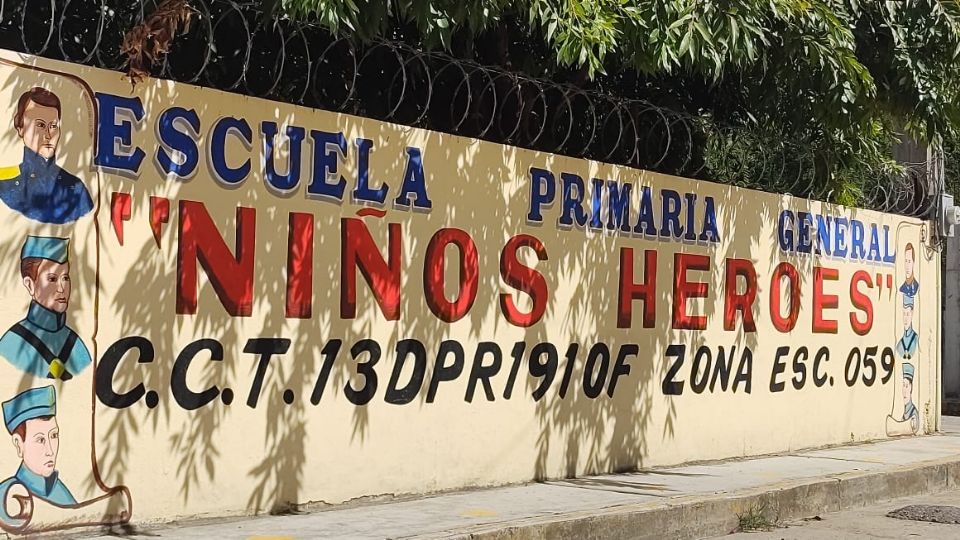 ESCUELA PRIMARIA GENERAL
"NIÑOS HEROES"
C.C.T. 13DPR1910F ZONA ESC. 059